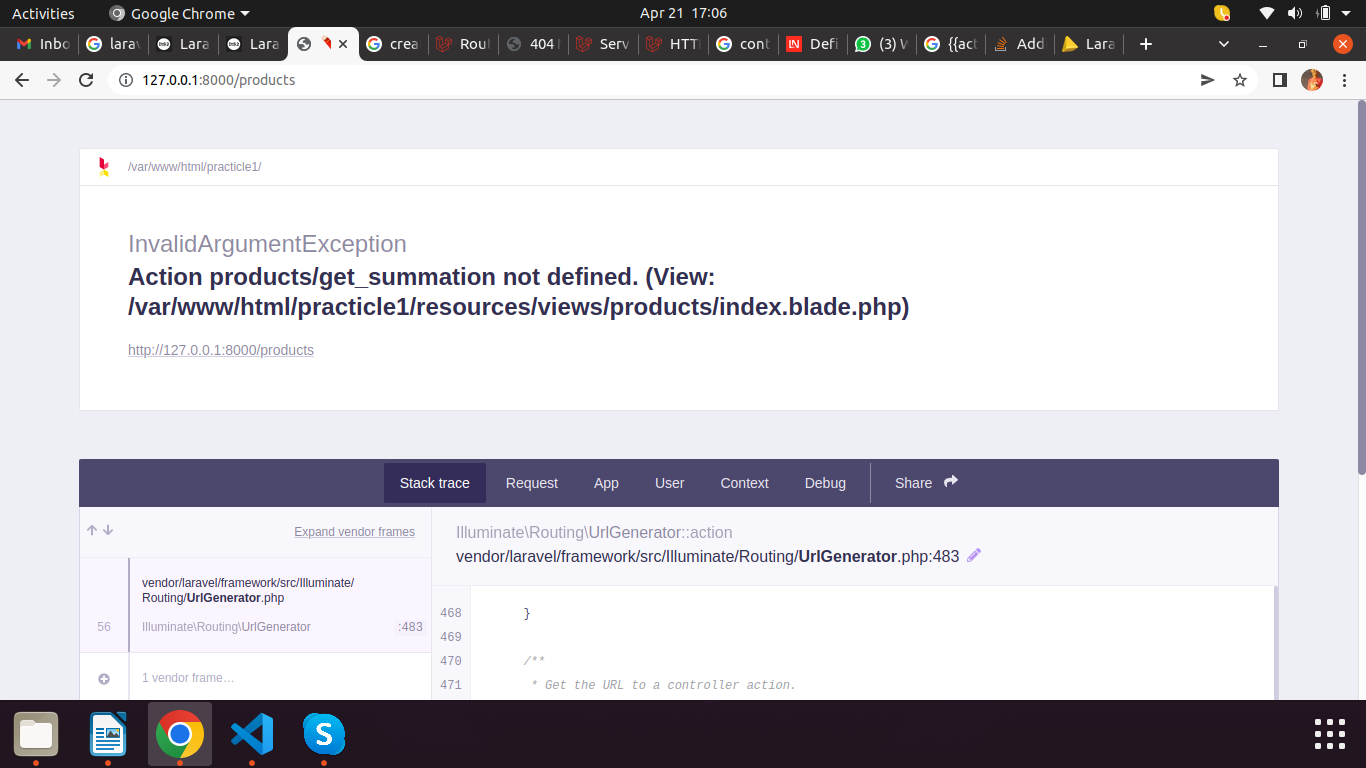 Activities Google Chrome Apr 21 17:06
Inbo larav Lara Lara crea Rout 404 Serv HTTI cont Defi (3) {{act Add Lara
127.0.0.1:8000/products
/var/www/html/practicle1/
InvalidArgumentException
Action products/get_summation not defined. (View:
/var/www/html/practicle1/resources/views/products/index.blade.php)
http://127.0.0.1:8000/products
Stack trace Request App User Context Debug Share
Expand vendor frames
Illuminate\Routing\UrlGenerator::action
vendor/laravel/framework/src/Illuminate/Routing/UrlGenerator.php:483
vendor/laravel/framework/src/Illuminate/
Routing/UrlGenerator.php
56 Illuminate\Routing\UrlGenerator :483
1 vendor frame…
468 }
469
470 /**
471 * Get the URL to a controller action.